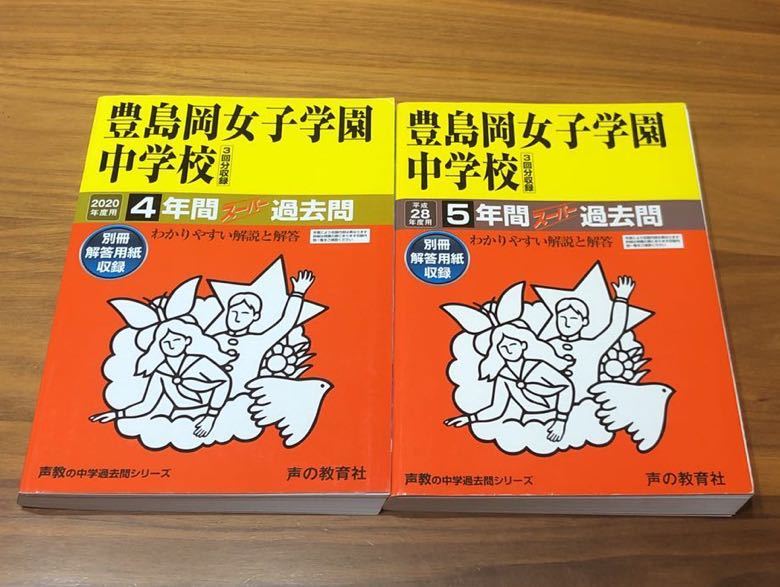 豊島岡女子学園
中学校
3回分収録
2020
年度用
4年間スーパー過去問
別冊
解答用紙
収録
わかりやすい解説と解答
声教の中学過去問シリーズ
声の教育社
豊島岡女子学園
中学校
3回分収録
平成
28
年度用
5年間スーパー過去問
別冊
解答用紙
収録
わかりやすい解説と解答
声教の中学過去問シリーズ
声の教育社